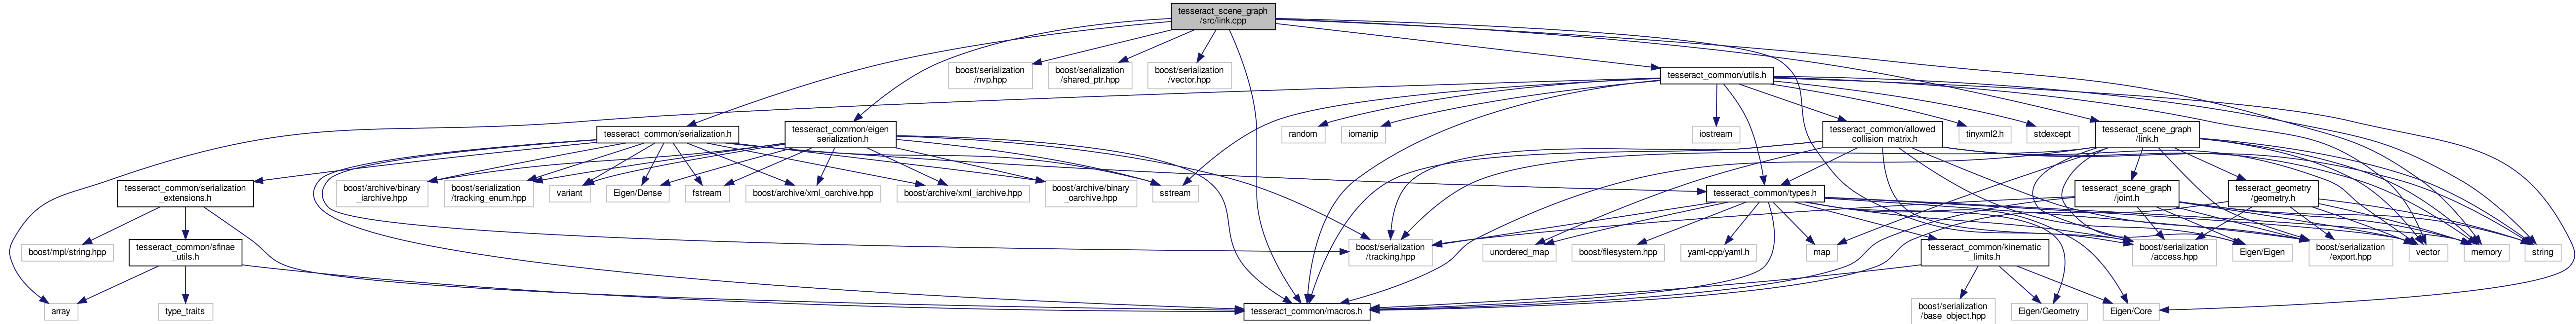 tesseract_scene_graph
/src/link.cpp
boost/serialization
/nvp.hpp
boost/serialization
/shared_ptr.hpp
boost/serialization
/vector.hpp
tesseract_common/utils.h
tesseract_common/serialization.h
tesseract_common/eigen
_serialization.h
random
iomanip
iostream
tesseract_common/allowed
_collision_matrix.h
tinyxml2.h
stdexcept
tesseract_scene_graph
/link.h
tesseract_common/serialization
_extensions.h
boost/archive/binary
_iarchive.hpp
boost/serialization
/tracking_enum.hpp
variant
Eigen/Dense
fstream
boost/archive/xml_oarchive.hpp
boost/archive/xml_iarchive.hpp
boost/archive/binary
_oarchive.hpp
sstream
tesseract_common/types.h
tesseract_scene_graph
/joint.h
tesseract_geometry
/geometry.h
boost/mpl/string.hpp
tesseract_common/sfinae
_utils.h
boost/serialization
/tracking.hpp
unordered_map
boost/filesystem.hpp
yaml-cpp/yaml.h
map
tesseract_common/kinematic
_limits.h
boost/serialization
/access.hpp
Eigen/Eigen
boost/serialization
/export.hpp
vector
memory
string
array
type_traits
tesseract_common/macros.h
boost/serialization
/base_object.hpp
Eigen/Geometry
Eigen/Core